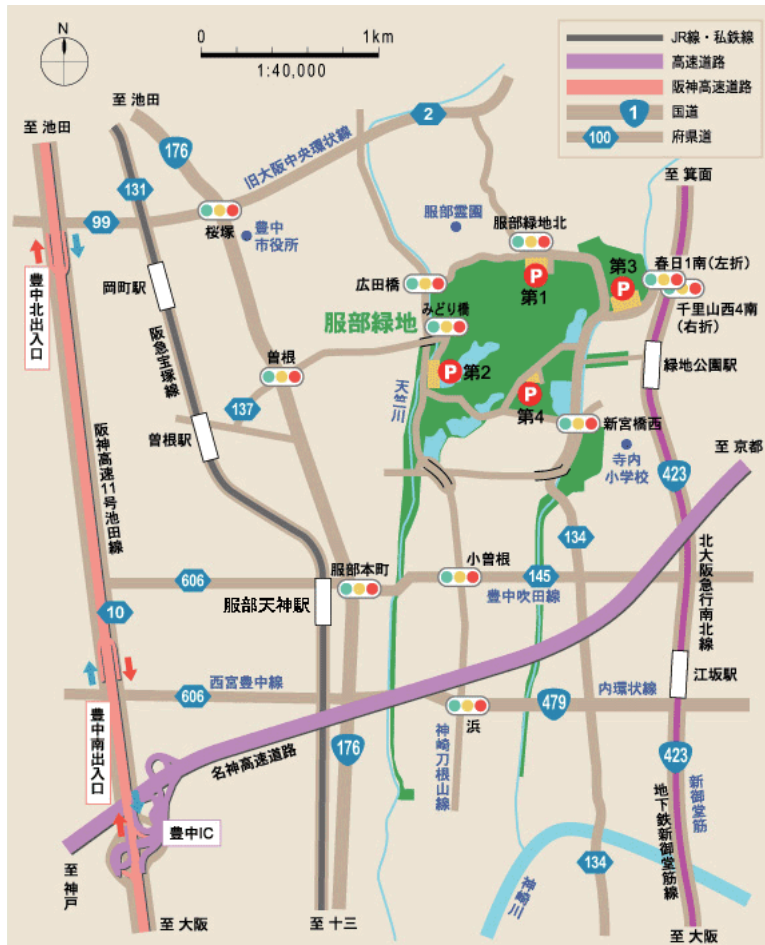 N
0
1km
1:40,000
JR線・私鉄線
高速道路
阪神高速道路
1
国道
100
府県道
至 池田
至 池田
176
2
旧大阪中央環状線
131
99
桜塚
豊中
市役所
服部霊園
服部緑地北
至 箕面
豊中北出入口
岡町駅
広田橋
みどり橋
P
第1
第3
P
春日1南(左折)
千里山西4南
(右折)
服部緑地
阪急宝塚線
曽根
137
P
第2
P
第4
緑地公園駅
天竺川
曽根駅
新宮橋西
寺内
小学校
至 京都
423
阪神高速11号池田線
134
606
服部本町
小曽根
145
豊中吹田線
服部天神駅
10
北大阪急行南北線
西宮豊中線
606
内環状線
江坂駅
浜
479
豊中南出入口
名神高速道路
176
神崎刀根山線
423
新御堂筋
地下鉄新御堂筋線
豊中IC
134
神崎川
至 神戸
至 大阪
至 十三
至 大阪